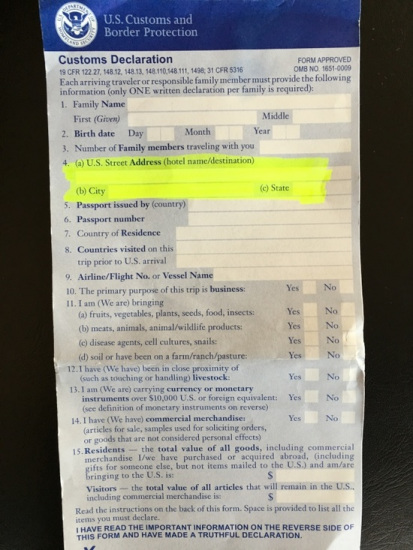 U.S. Customs and
Border Protection
Customs Declaration
19 CFR 122.27, 148.12, 148.13, 148.110,148.111, 1498; 31 CFR 5316
FORM APPROVED
OMB NO. 1651-0009
Each arriving traveler or responsible family member must provide the following
information (only ONE written declaration per family is required):
1. Family Name
First (Given) Middle
2. Birth date Day Month Year
3. Number of Family members traveling with you
4. (a) U.S. Street Address (hotel name/destination)
(b) City (c) State
5. Passport issued by (country)
6. Passport number
7. Country of Residence
8. Countries visited on this
trip prior to U.S. arrival
9. Airline/Flight No. or Vessel Name
10. The primary purpose of this trip is business: Yes No
11. I am (We are) bringing
(a) fruits, vegetables, plants, seeds, food, insects: Yes No
(b) meats, animals, animal/wildlife products: Yes No
(c) disease agents, cell cultures, snails: Yes No
(d) soil or have been on a farm/ranch/pasture: Yes No
12. I have (We have) been in close proximity of
(such as touching or handling) livestock: Yes No
13. I am (We are) carrying currency or monetary
instruments over $10,000 U.S. or foreign equivalent: Yes No
(see definition of monetary instruments on reverse)
14. I have (We have) commercial merchandise: Yes No
(articles for sale, samples used for soliciting orders,
or goods that are not considered personal effects)
15. Residents — the total value of all goods, including commercial
merchandise I/we have purchased or acquired abroad, (including
gifts for someone else, but not items mailed to the U.S.) and am/are
bringing to the U.S. is: $
Visitors — the total value of all articles that will remain in the U.S.,
including commercial merchandise is: $
Read the instructions on the back of this form. Space is provided to list all the
items you must declare.
I HAVE READ THE IMPORTANT INFORMATION ON THE REVERSE SIDE OF
THIS FORM AND HAVE MADE A TRUTHFUL DECLARATION.
X